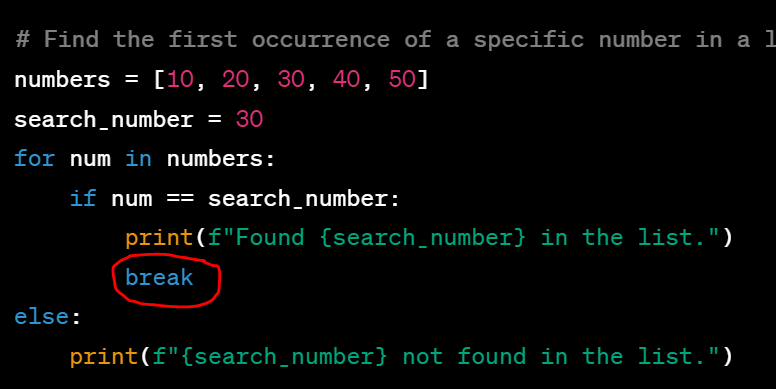 # Find the first occurrence of a specific number in a l
numbers = [10, 20, 30, 40, 50]
search_number = 30
for num in numbers:
    if num == search_number:
        print(f"Found {search_number} in the list.")
        break
else:
    print(f"{search_number} not found in the list.")